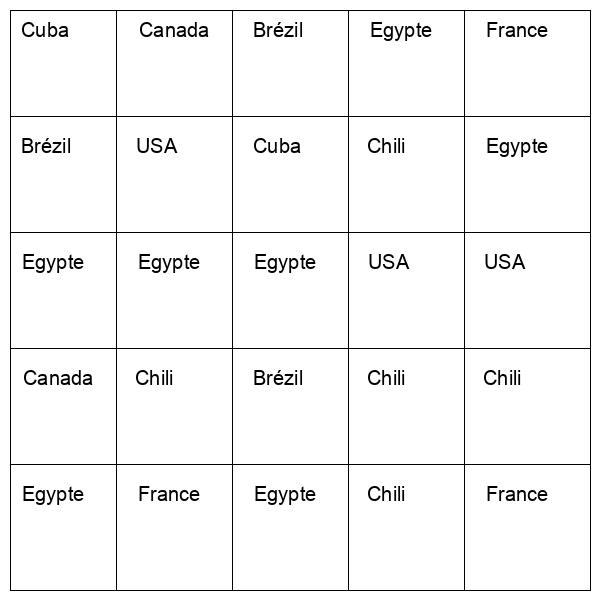 Cuba Canada Brézil Egypte France
Brézil USA Cuba Chili Egypte
Egypte Egypte Egypte USA USA
Canada Chili Brézil Chili Chili
Egypte France Egypte Chili France